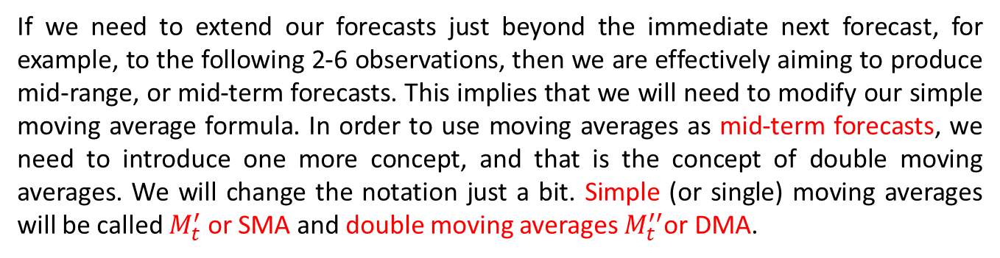 If we need to extend our forecasts just beyond the immediate next forecast, for
example, to the following 2-6 observations, then we are effectively aiming to produce
mid-range, or mid-term forecasts. This implies that we will need to modify our simple
moving average formula. In order to use moving averages as mid-term forecasts, we
need to introduce one more concept, and that is the concept of double moving
averages. We will change the notation just a bit. Simple (or single) moving averages
will be called M′ₜ or SMA and double moving averages M″ₜ or DMA.